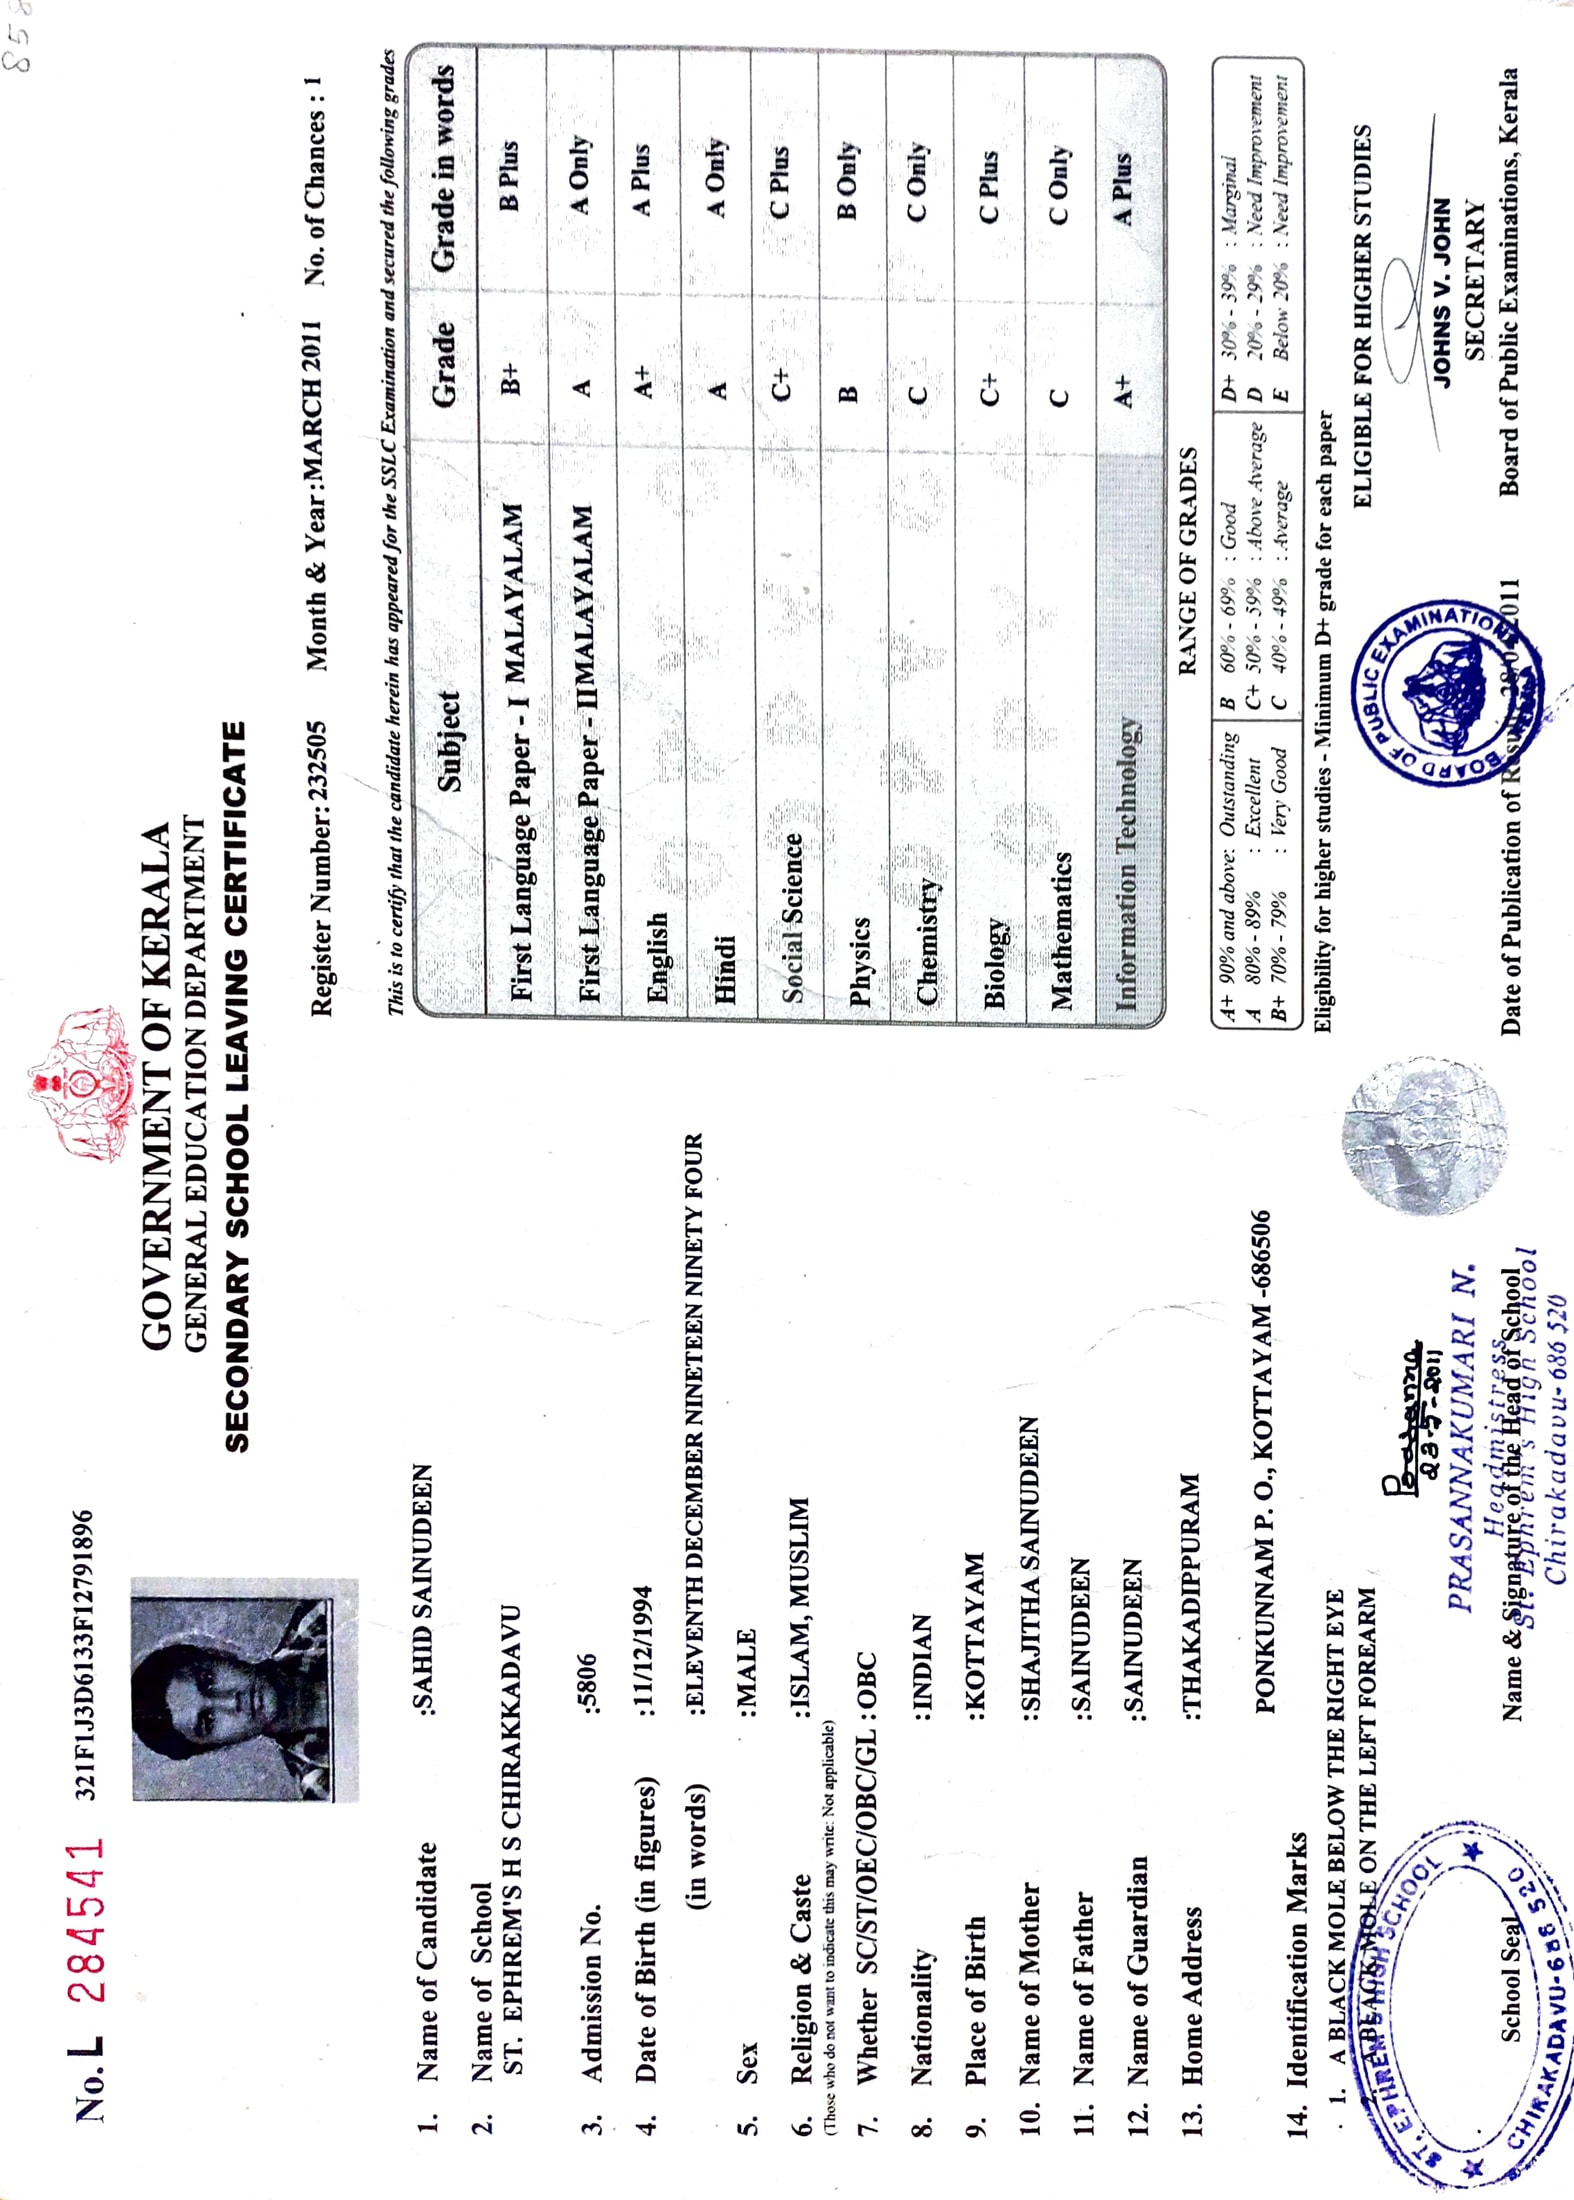 858
No. L 284541 321F1J3D6133F12791896
GOVERNMENT OF KERALA
GENERAL EDUCATION DEPARTMENT
SECONDARY SCHOOL LEAVING CERTIFICATE
1. Name of Candidate :SAHID SAINUDEEN
2. Name of School
ST. EPHREM'S H S CHIRAKKADAVU
3. Admission No. :5806
4. Date of Birth (in figures) :11/12/1994
(in words) :ELEVENTH DECEMBER NINETEEN NINETY FOUR
5. Sex :MALE
6. Religion & Caste :ISLAM, MUSLIM
(Those who do not want to indicate this may write: Not applicable)
7. Whether SC/ST/OEC/OBC/GL :OBC
8. Nationality :INDIAN
9. Place of Birth :KOTTAYAM
10. Name of Mother :SHAJITHA SAINUDEEN
11. Name of Father :SAINUDEEN
12. Name of Guardian :SAINUDEEN
13. Home Address :THAKADIPPURAM
PONKUNNAM P. O., KOTTAYAM -686506
14. Identification Marks
1. A BLACK MOLE BELOW THE RIGHT EYE
2. A BLACK MOLE ON THE LEFT FOREARM
ST. EPHREM'S HIGH SCHOOL
CHIRAKADAVU-686 520
School Seal
23-5-2011
PRASANNAKUMARI N.
Headmistress
Name & Signature of the Head of School
St. Ephrem's High School
Chirakadavu-686 520
Register Number: 232505 Month & Year :MARCH 2011 No. of Chances : 1
This is to certify that the candidate herein has appeared for the SSLC Examination and secured the following grades
Subject Grade Grade in words
First Language Paper - I MALAYALAM B+ B Plus
First Language Paper - II MALAYALAM A A Only
English A+ A Plus
Hindi A A Only
Social Science C+ C Plus
Physics B B Only
Chemistry C C Only
Biology C+ C Plus
Mathematics C C Only
Information Technology A+ A Plus
RANGE OF GRADES
A+ 90% and above: Outstanding B 60% - 69% : Good D+ 30% - 39% : Marginal
A 80% - 89% : Excellent C+ 50% - 59% : Above Average D 20% - 29% : Need Improvement
B+ 70% - 79% : Very Good C 40% - 49% : Average E Below 20% : Need Improvement
Eligibility for higher studies - Minimum D+ grade for each paper
ELIGIBLE FOR HIGHER STUDIES
BOARD OF PUBLIC EXAMINATIONS
KERALA
JOHNS V. JOHN
SECRETARY
Date of Publication of Result 2011 Board of Public Examinations, Kerala